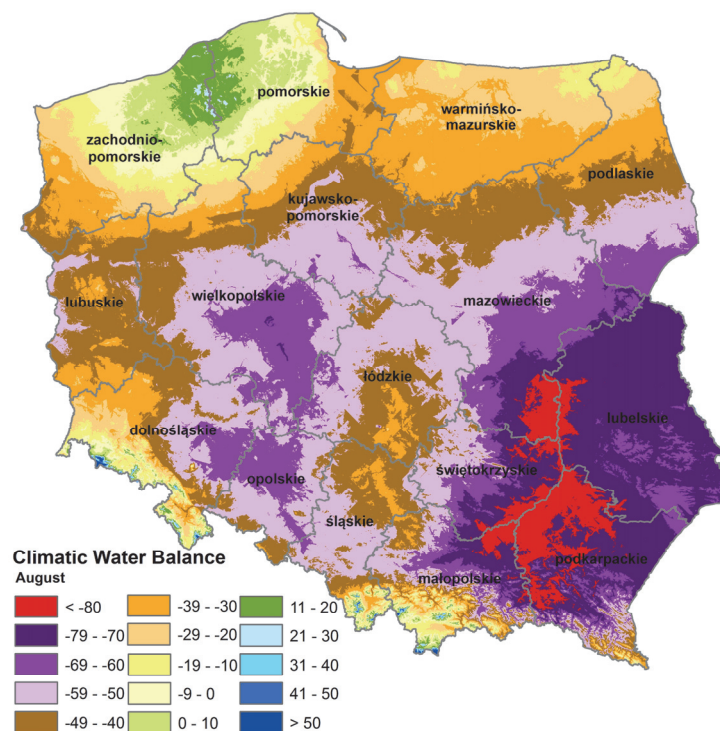 pomorskie
zachodnio-
pomorskie
warmińsko-
mazurskie
podlaskie
kujawsko-
pomorskie
lubuskie
wielkopolskie
mazowieckie
łódzkie
lubelskie
dolnośląskie
opolskie
świętokrzyskie
śląskie
podkarpackie
małopolskie
Climatic Water Balance
August
< -80
-79 - -70
-69 - -60
-59 - -50
-49 - -40
-39 - -30
-29 - -20
-19 - -10
-9 - 0
0 - 10
11 - 20
21 - 30
31 - 40
41 - 50
> 50